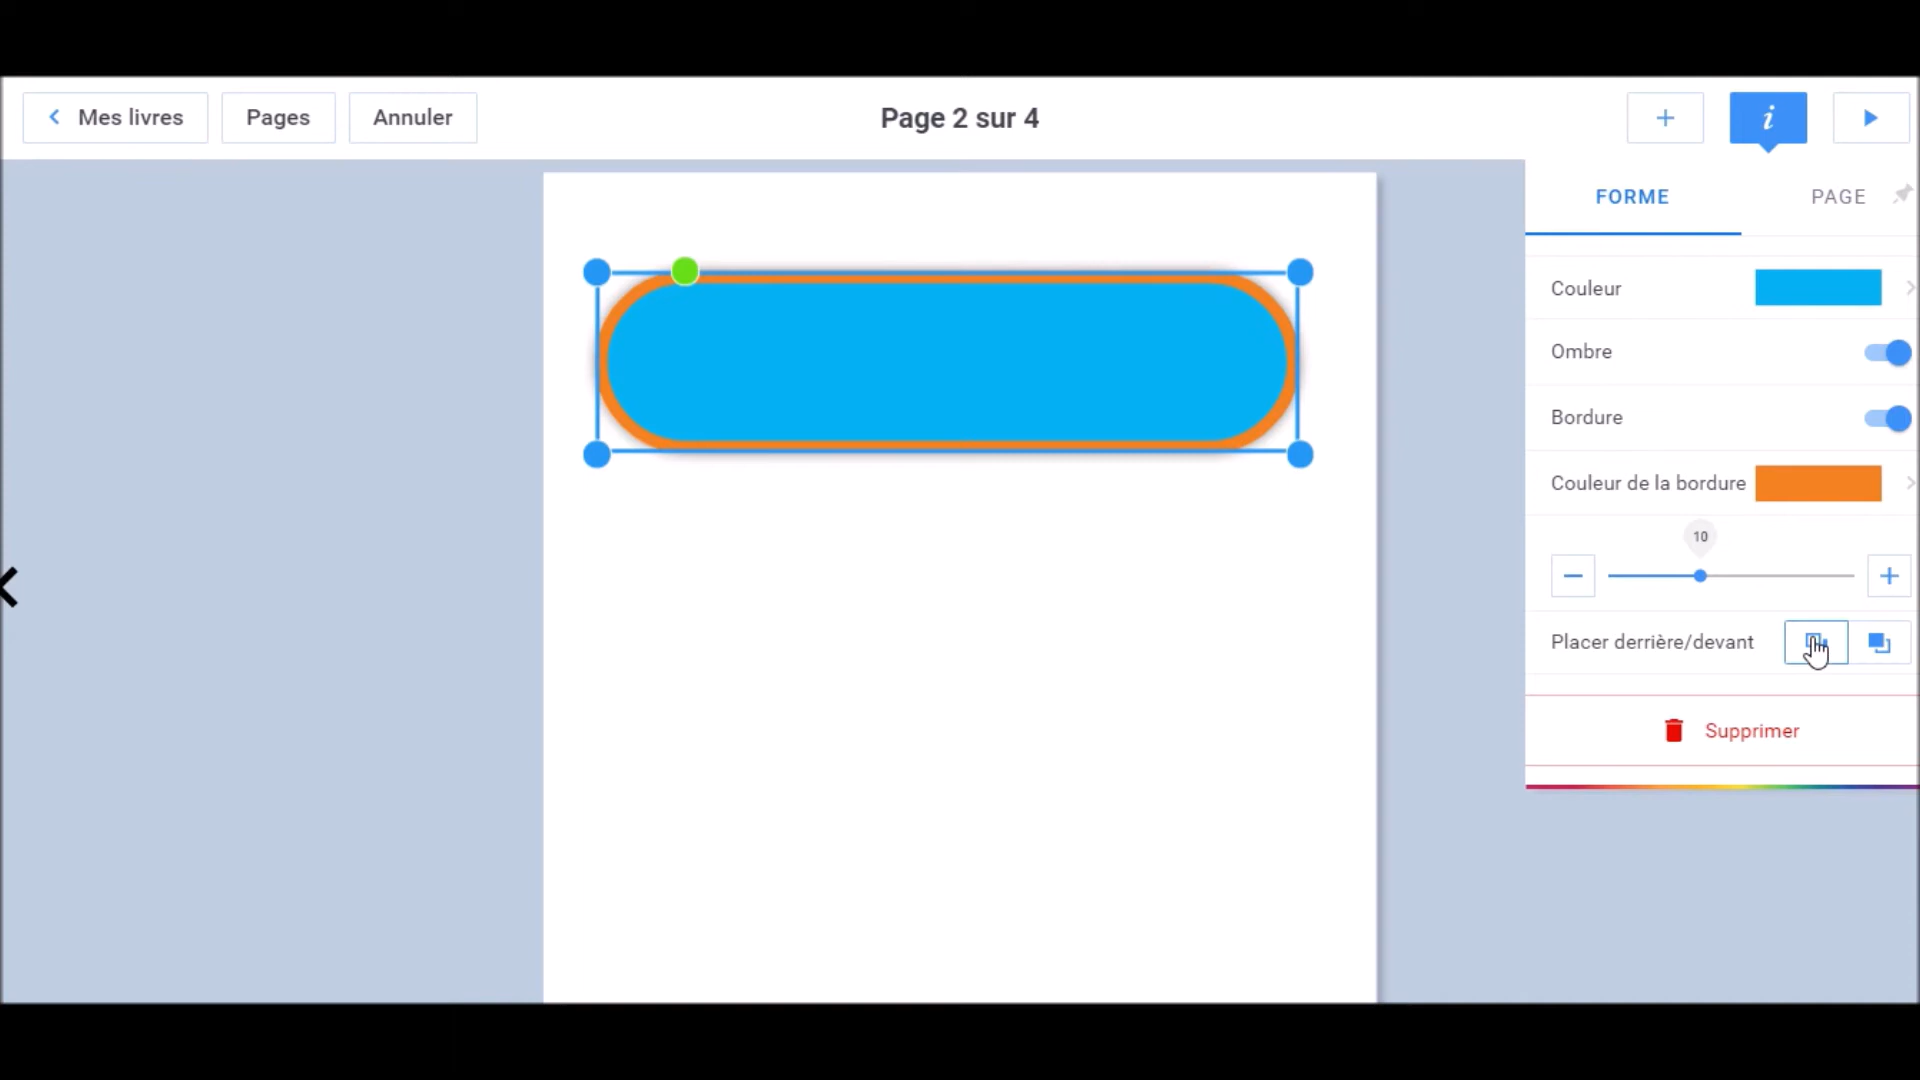 Mes livres
Pages
Annuler
Page 2 sur 4
i
FORME
PAGE
Couleur
Ombre
Bordure
Couleur de la bordure
10
Placer derrière/devant
Supprimer